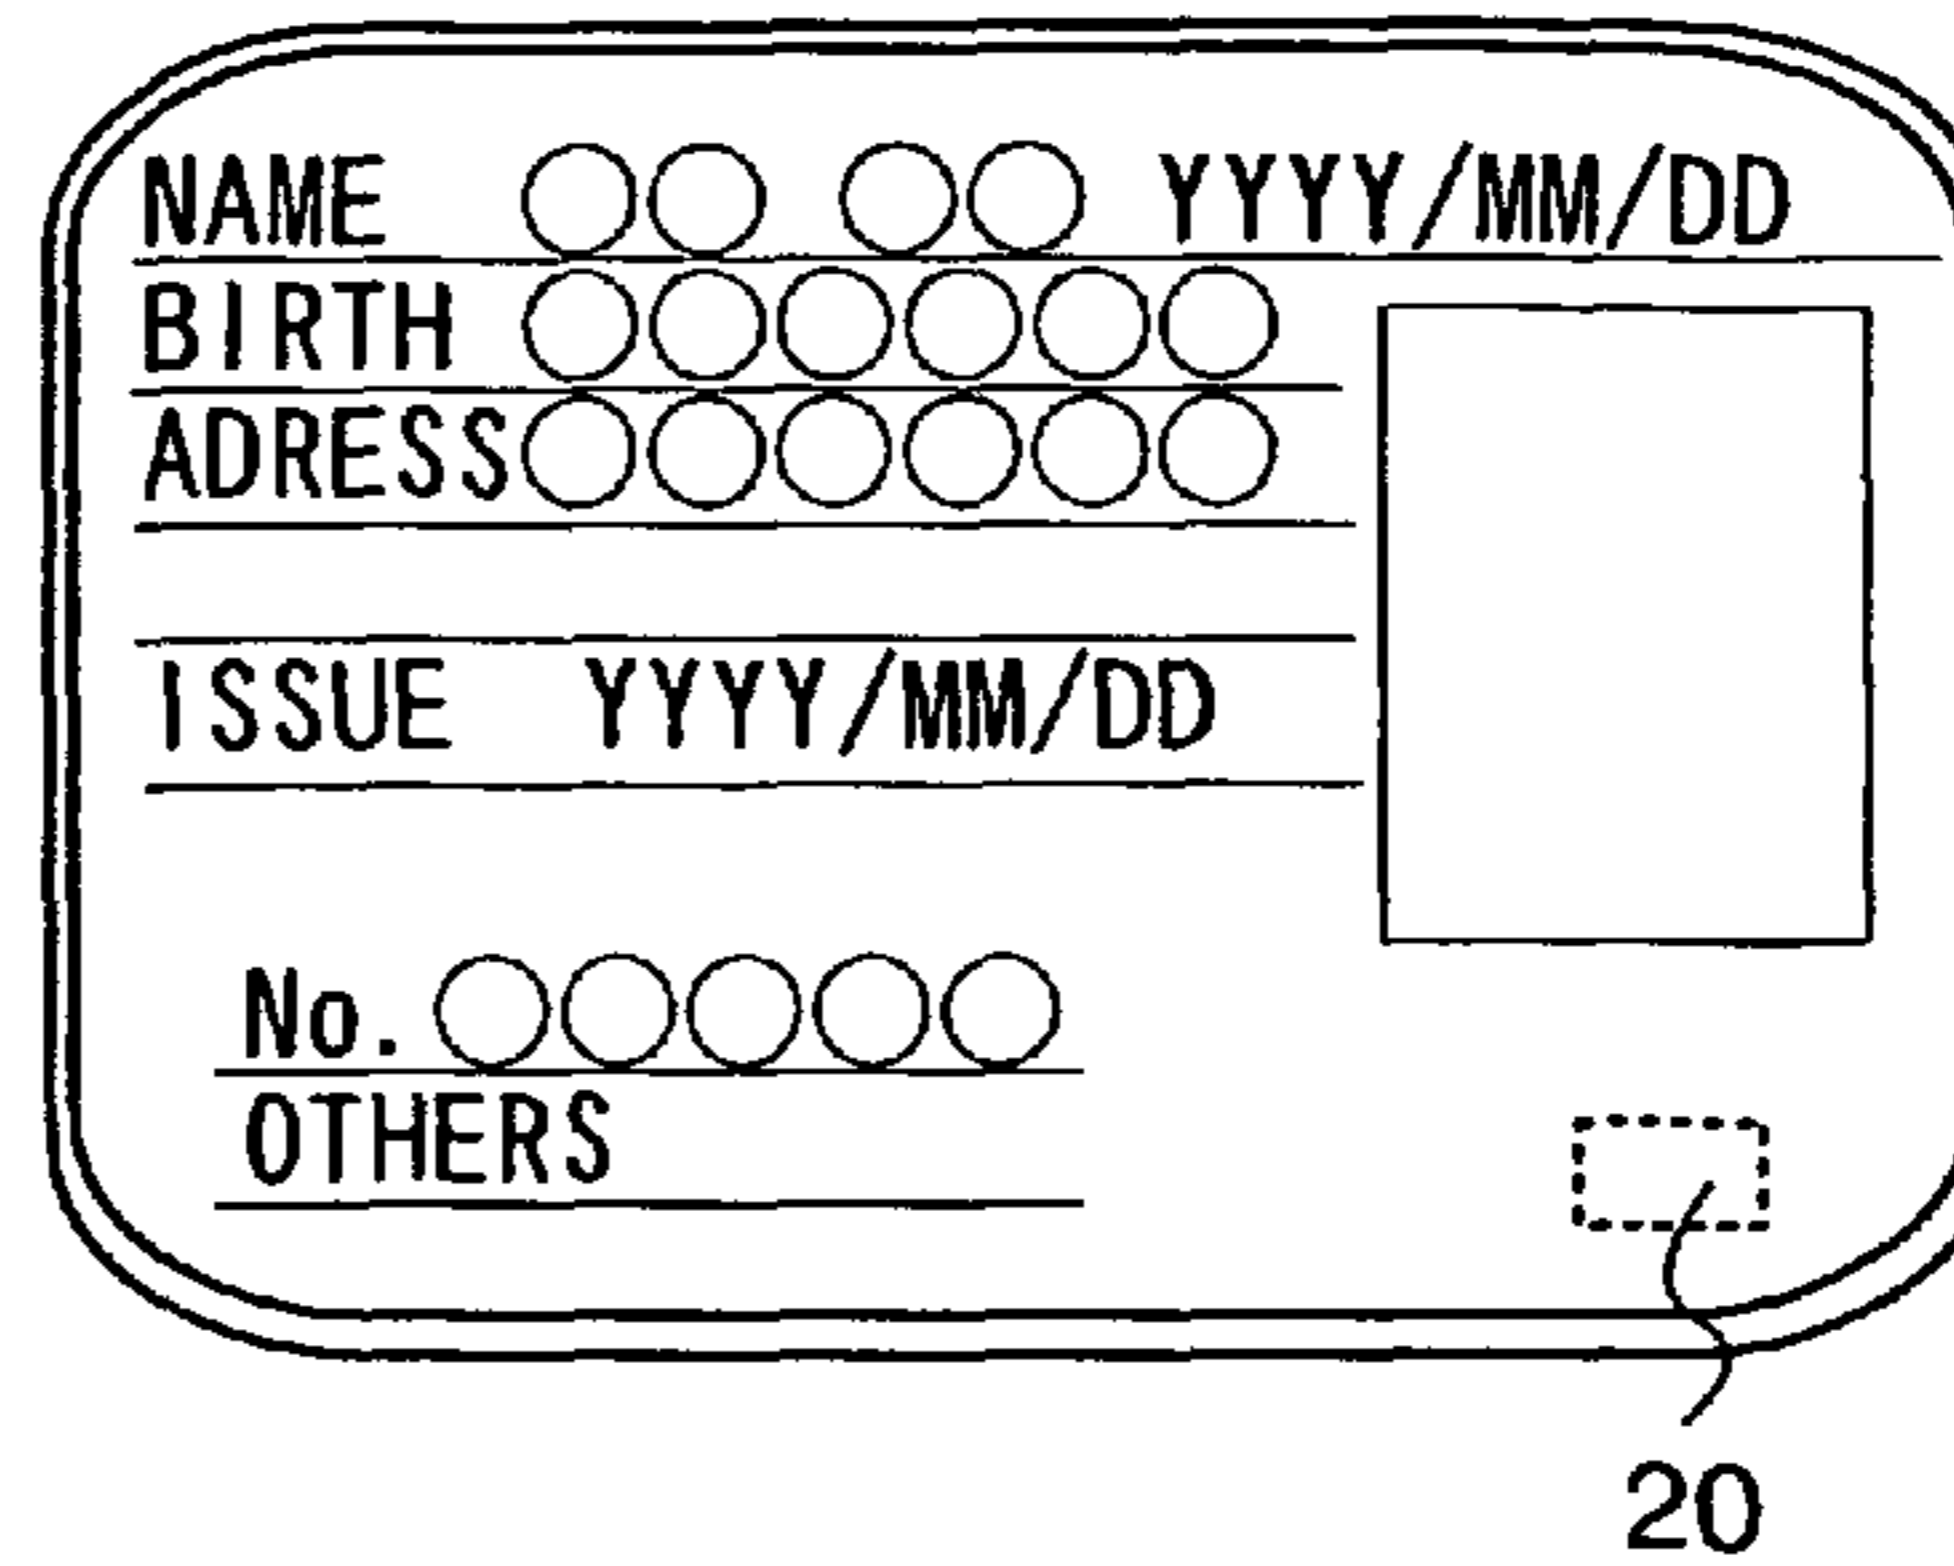 NAME ○○ ○○ YYYY/MM/DD
BIRTH ○○○○○○
ADRESS○○○○○○
ISSUE YYYY/MM/DD
No. ○○○○○
OTHERS
20